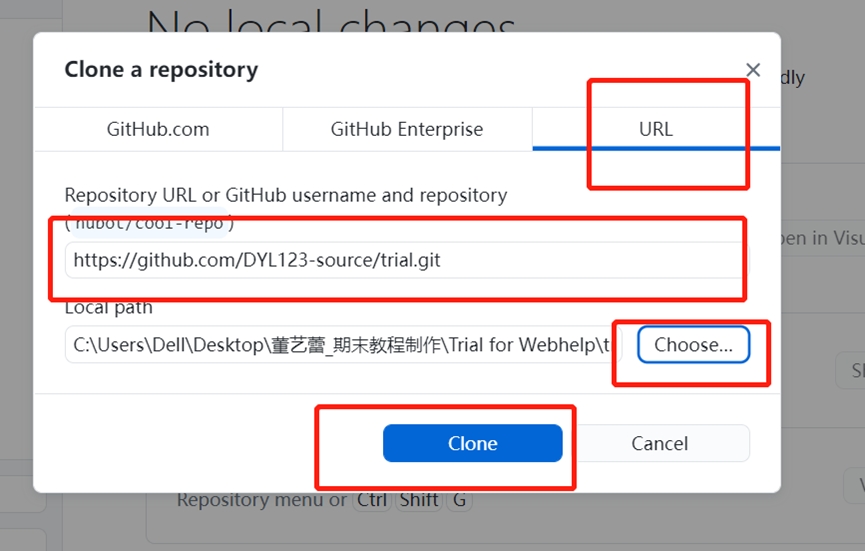 No local changes
Clone a repository
dly
GitHub.com
GitHub Enterprise
URL
Repository URL or GitHub username and repository
(hubot/cool-repo)
https://github.com/DYL123-source/trial.git
pen in Visu
Local path
C:\Users\Dell\Desktop\董艺蕾_期末教程制作\Trial for Webhelp\t
Choose...
Clone
Cancel
Repository menu or Ctrl Shift G